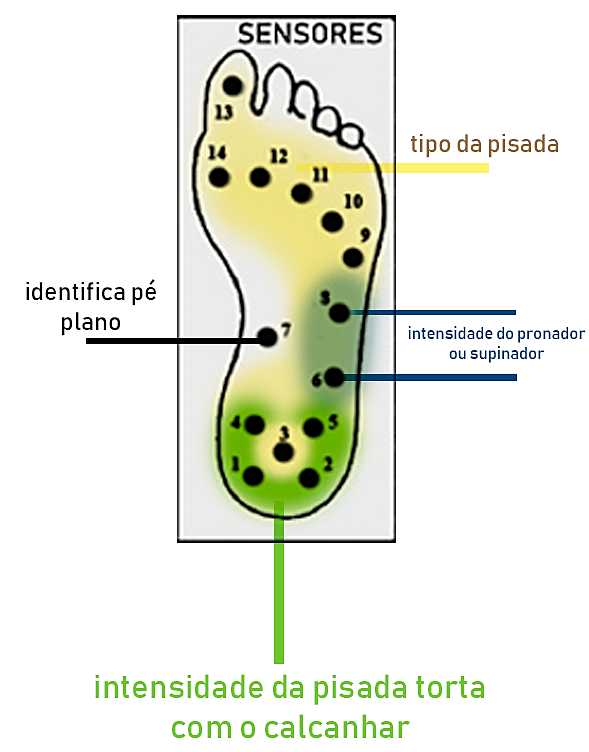 SENSORES
13
14
12
11
10
9
tipo da pisada
identifica pé
plano
8
7
intensidade do pronador
ou supinador
6
4
3
5
1
2
intensidade da pisada torta
com o calcanhar